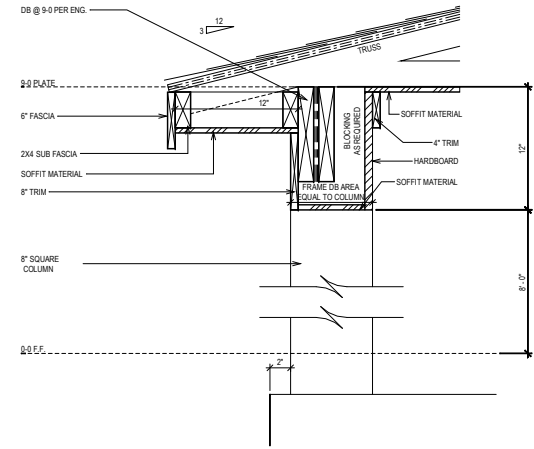 DB @ 9-0 PER ENG.
12
3
TRUSS
9-0 PLATE
12"
6" FASCIA
SOFFIT MATERIAL
BLOCKING
AS REQUIRED
4" TRIM
12"
2X4 SUB FASCIA
HARDBOARD
SOFFIT MATERIAL
SOFFIT MATERIAL
8" TRIM
FRAME DB AREA
EQUAL TO COLUMN
8" SQUARE
COLUMN
8'-0"
0-0 F.F.
2"